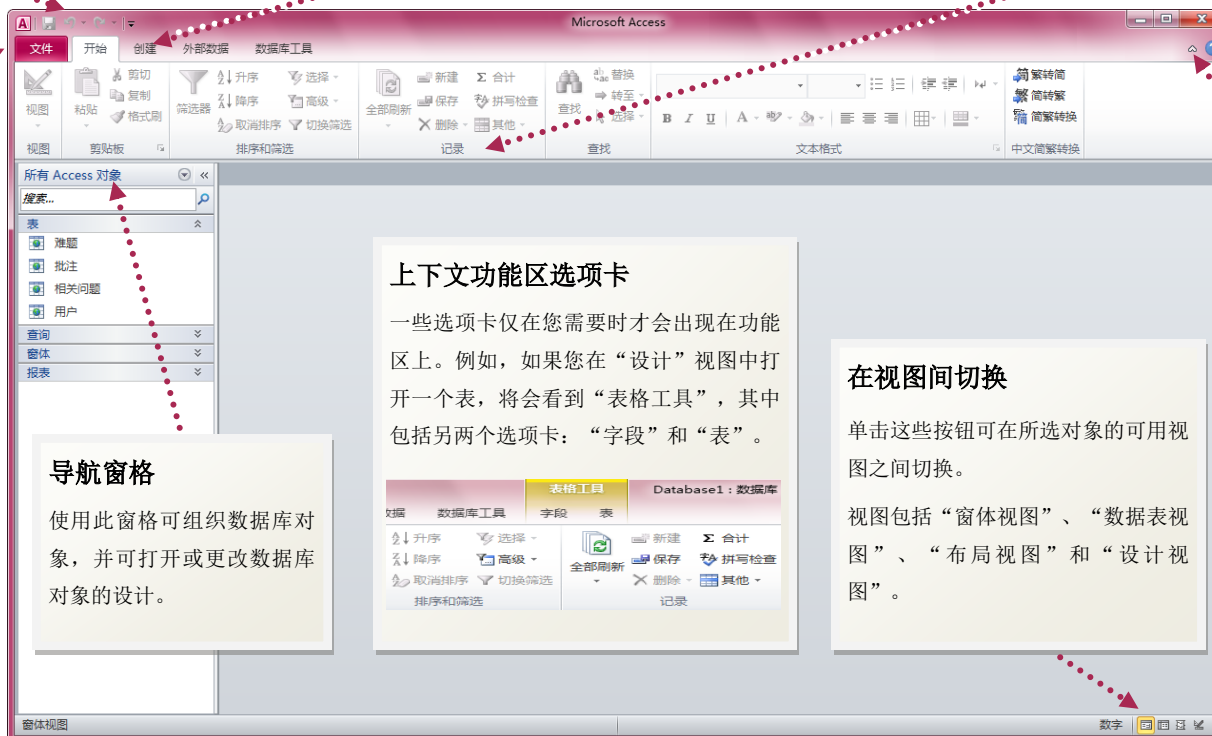 Microsoft Access
文件 开始 创建 外部数据 数据库工具
视图
粘贴
剪切
复制
格式刷
筛选器
升序
降序
取消排序
选择
高级
切换筛选
全部刷新
新建
保存
删除
Σ 合计
拼写检查
其他
查找
替换
转至
选择
B I U A
简 繁转简
繁 简转繁
简繁转换
视图 剪贴板 排序和筛选 记录 查找 文本格式 中文简繁转换
所有 Access 对象
搜索...
表
难题
批注
相关问题
用户
查询
窗体
报表
导航窗格
使用此窗格可组织数据库对
象，并可打开或更改数据库
对象的设计。
上下文功能区选项卡
一些选项卡仅在您需要时才会出现在功能
区上。例如，如果您在“设计”视图中打
开一个表，将会看到“表格工具”，其中
包括另两个选项卡：“字段”和“表”。
表格工具 Database1：数据库
数据 数据库工具 字段 表
升序 选择 新建 Σ 合计
降序 高级 全部刷新 保存 拼写检查
取消排序 切换筛选 删除 其他
排序和筛选 记录
在视图间切换
单击这些按钮可在所选对象的可用视
图之间切换。
视图包括“窗体视图”、“数据表视
图”、“布局视图”和“设计视
图”。
窗体视图 数字